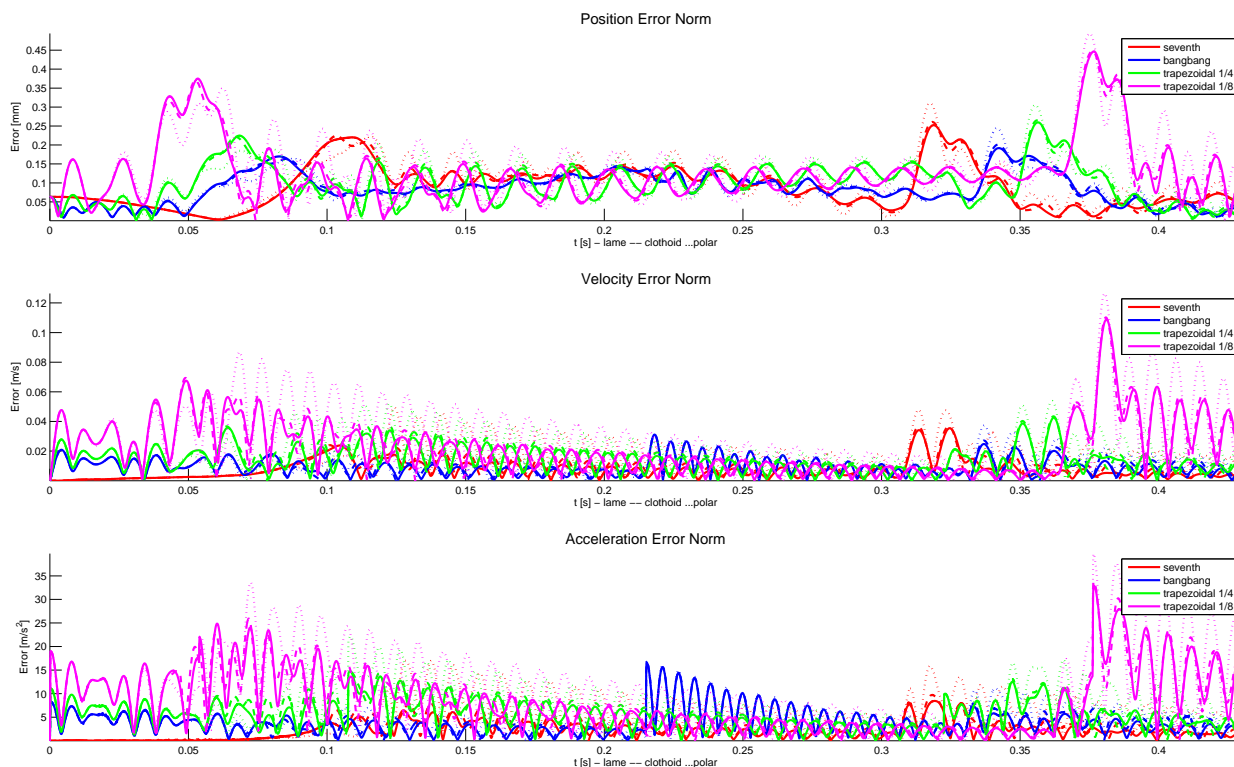 Position Error Norm
0.45
0.4
0.35
0.3
0.25
0.2
0.15
0.1
0.05
Error [mm]
seventh
bangbang
trapezoidal 1/4
trapezoidal 1/8
0 0.05 0.1 0.15 0.2 0.25 0.3 0.35 0.4
t [s] − lame −− clothoid ...polar
Velocity Error Norm
0.12
0.1
0.08
0.06
0.04
0.02
Error [m/s]
seventh
bangbang
trapezoidal 1/4
trapezoidal 1/8
0 0.05 0.1 0.15 0.2 0.25 0.3 0.35 0.4
t [s] − lame −− clothoid ...polar
Acceleration Error Norm
35
30
25
20
15
10
5
Error [m/s²]
seventh
bangbang
trapezoidal 1/4
trapezoidal 1/8
0 0.05 0.1 0.15 0.2 0.25 0.3 0.35 0.4
t [s] − lame −− clothoid ...polar